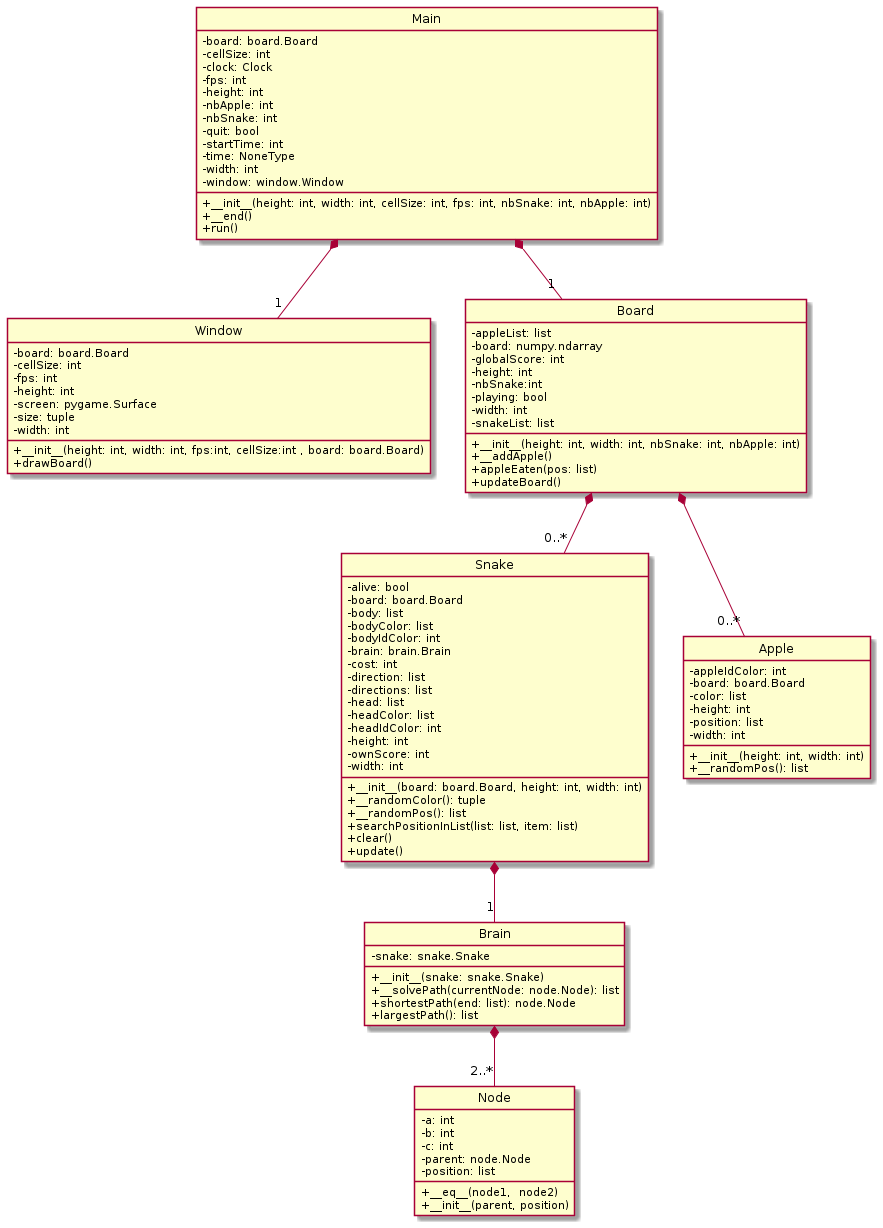 Main
-board: board.Board
-cellSize: int
-clock: Clock
-fps: int
-height: int
-nbApple: int
-nbSnake: int
-quit: bool
-startTime: int
-time: NoneType
-width: int
-window: window.Window
+__init__(height: int, width: int, cellSize: int, fps: int, nbSnake: int, nbApple: int)
+__end()
+run()
1
1
Window
-board: board.Board
-cellSize: int
-fps: int
-height: int
-screen: pygame.Surface
-size: tuple
-width: int
+__init__(height: int, width: int, fps:int, cellSize:int , board: board.Board)
+drawBoard()
Board
-appleList: list
-board: numpy.ndarray
-globalScore: int
-height: int
-nbSnake:int
-playing: bool
-width: int
-snakeList: list
+__init__(height: int, width: int, nbSnake: int, nbApple: int)
+__addApple()
+appleEaten(pos: list)
+updateBoard()
0..*
0..*
Snake
-alive: bool
-board: board.Board
-body: list
-bodyColor: list
-bodyIdColor: int
-brain: brain.Brain
-cost: int
-direction: list
-directions: list
-head: list
-headColor: list
-headIdColor: int
-height: int
-ownScore: int
-width: int
+__init__(board: board.Board, height: int, width: int)
+__randomColor(): tuple
+__randomPos(): list
+searchPositionInList(list: list, item: list)
+clear()
+update()
Apple
-appleIdColor: int
-board: board.Board
-color: list
-height: int
-position: list
-width: int
+__init__(height: int, width: int)
+__randomPos(): list
1
Brain
-snake: snake.Snake
+__init__(snake: snake.Snake)
+__solvePath(currentNode: node.Node): list
+shortestPath(end: list): node.Node
+largestPath(): list
2..*
Node
-a: int
-b: int
-c: int
-parent: node.Node
-position: list
+__eq__(node1,  node2)
+__init__(parent, position)